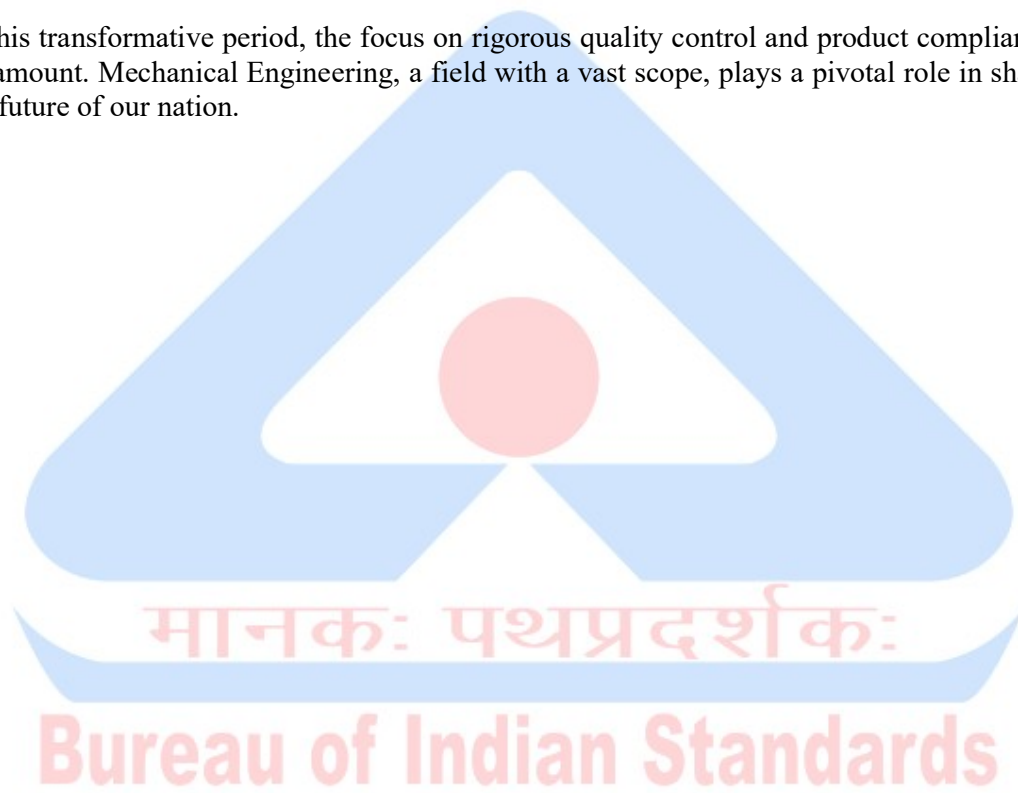 his transformative period, the focus on rigorous quality control and product complian
amount. Mechanical Engineering, a field with a vast scope, plays a pivotal role in sh
future of our nation.
मानकः पथप्रदर्शकः
Bureau of Indian Standards